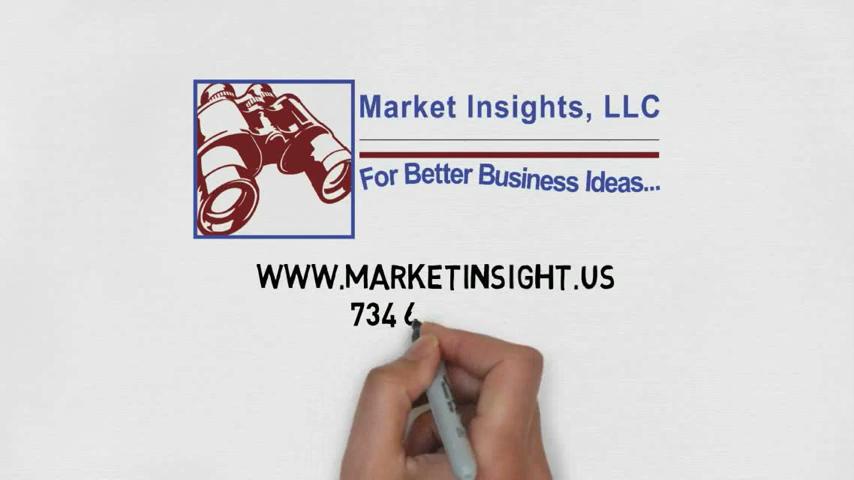 Market Insights, LLC
For Better Business Ideas...
WWW.MARKETINSIGHT.US
734